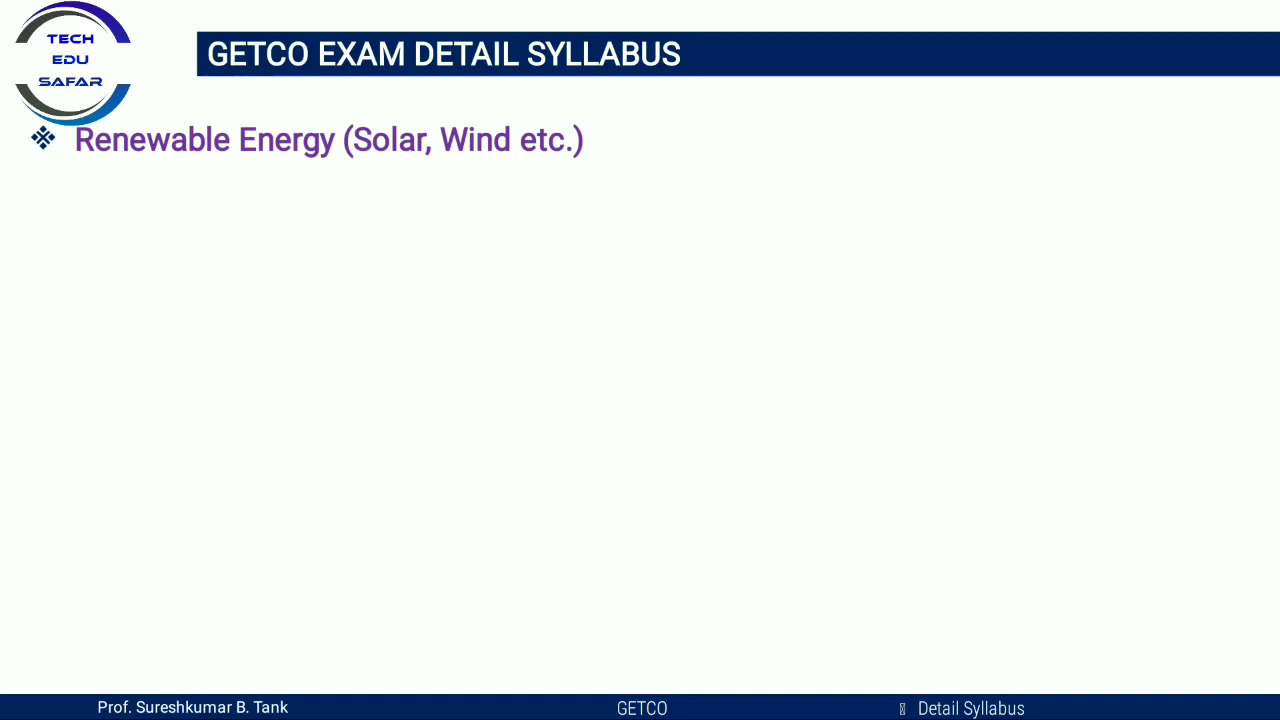 TECH
EDU
SAFAR
GETCO EXAM DETAIL SYLLABUS
❖ Renewable Energy (Solar, Wind etc.)
Prof. Sureshkumar B. Tank
GETCO
Detail Syllabus